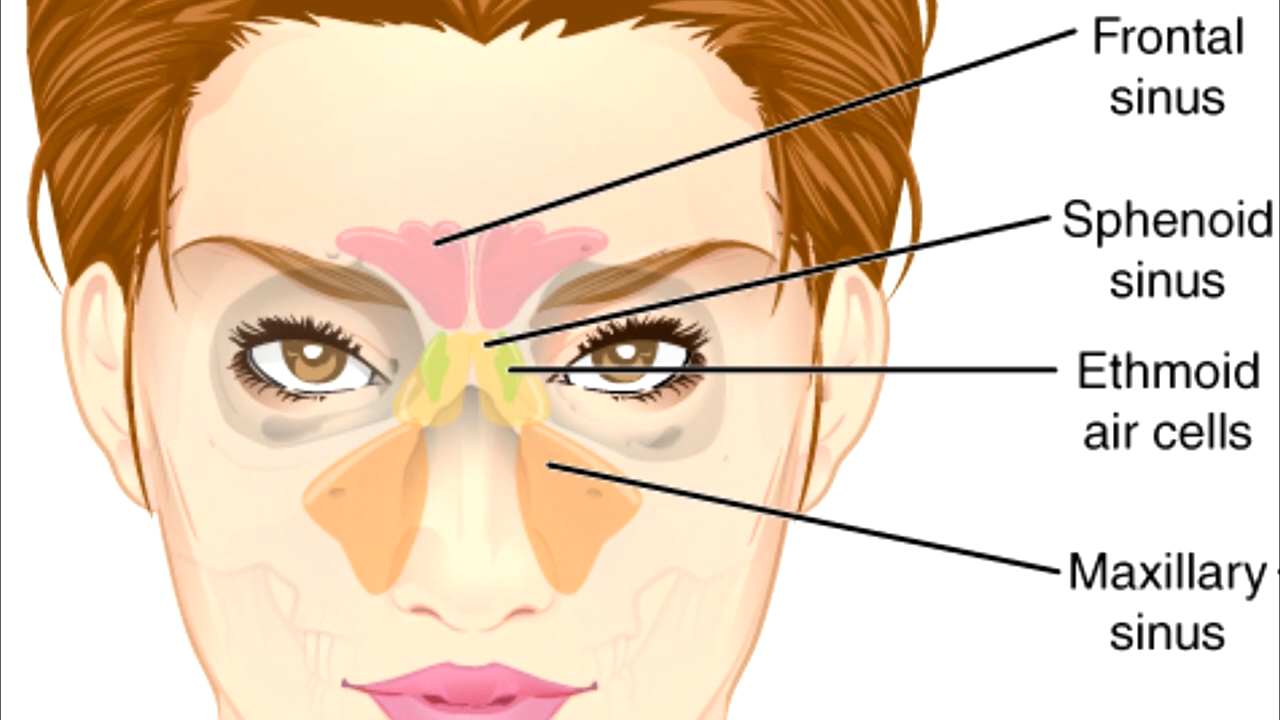 Frontal
sinus
Sphenoid
sinus
Ethmoid
air cells
Maxillary
sinus